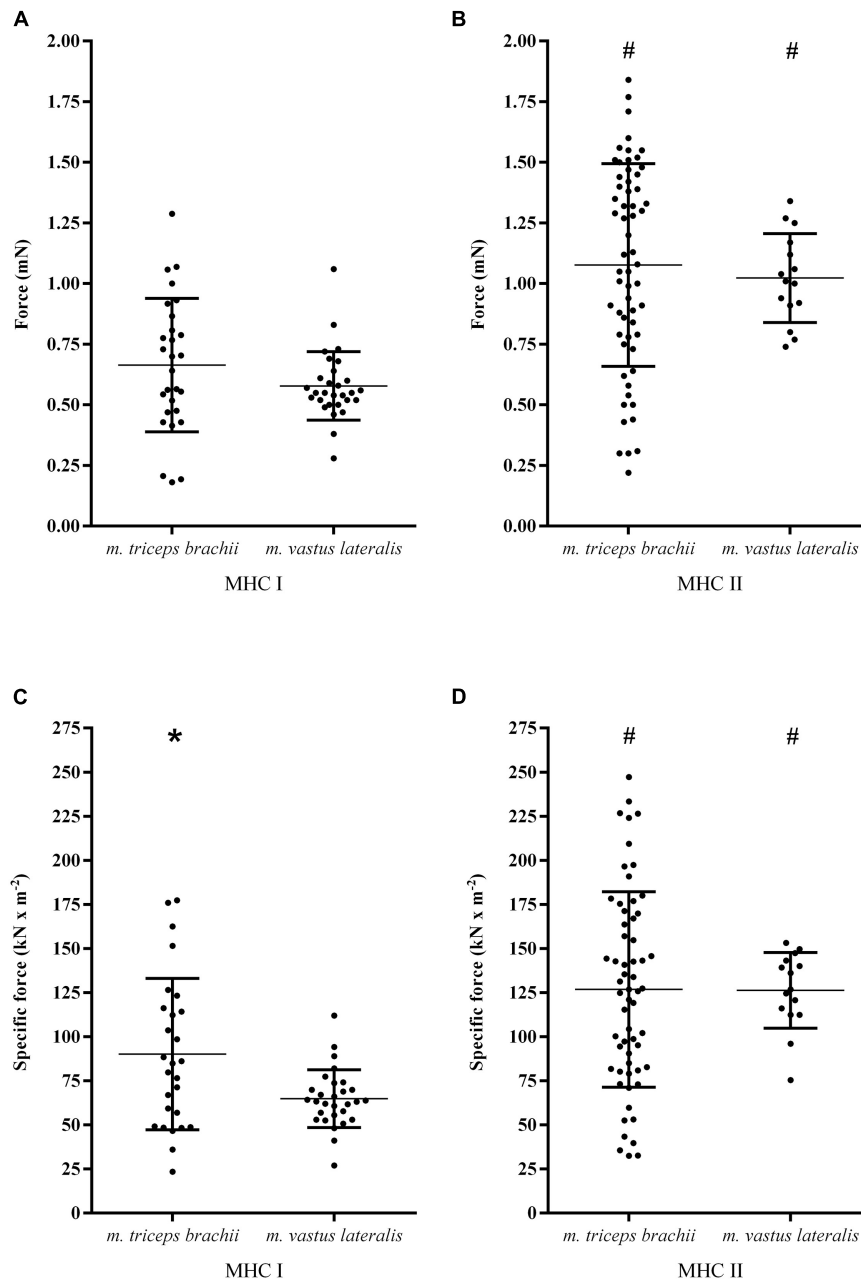 A
2.00
1.75
1.50
1.25
1.00
0.75
0.50
0.25
0.00
Force (mN)
m. triceps brachii m. vastus lateralis
MHC I
B
# #
2.00
1.75
1.50
1.25
1.00
0.75
0.50
0.25
0.00
Force (mN)
m. triceps brachii m. vastus lateralis
MHC II
C
*
275
250
225
200
175
150
125
100
75
50
25
0
Specific force (kN x m⁻²)
m. triceps brachii m. vastus lateralis
MHC I
D
# #
275
250
225
200
175
150
125
100
75
50
25
0
Specific force (kN x m⁻²)
m. triceps brachii m. vastus lateralis
MHC II